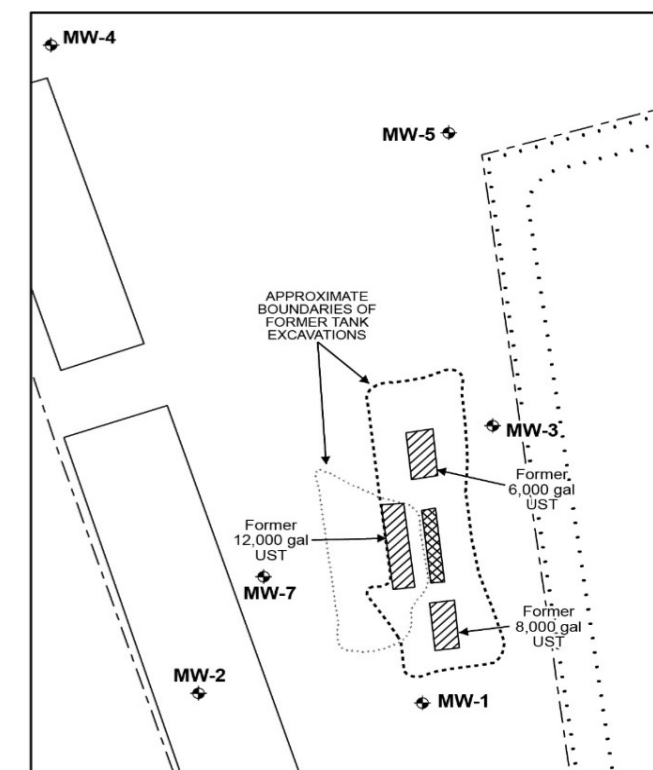 MW-4
MW-5
APPROXIMATE
BOUNDARIES OF
FORMER TANK
EXCAVATIONS
MW-3
Former
6,000 gal
UST
Former
12,000 gal
UST
MW-7
Former
8,000 gal
UST
MW-2
MW-1